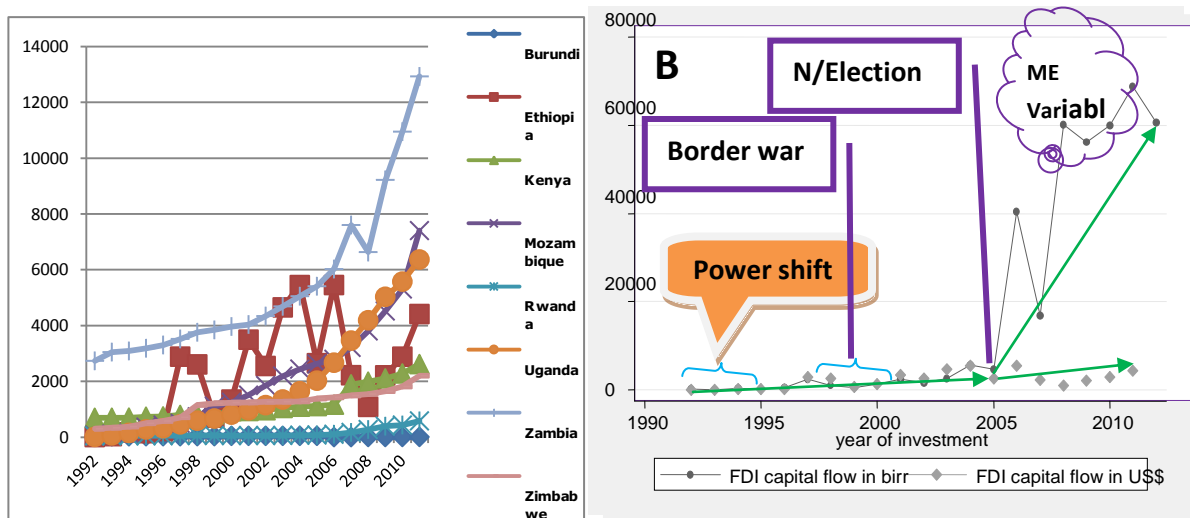 14000
12000
10000
8000
6000
4000
2000
0
1992
1994
1996
1998
2000
2002
2004
2006
2008
2010
Burundi
Ethiop
ia
Kenya
Mozam
bique
Rwand
a
Uganda
Zambia
Zimbab
we
B
80000
60000
40000
20000
0
N/Election
Border war
Power shift
ME
Variabl
1990
1995
2000
2005
2010
year of investment
FDI capital flow in birr
FDI capital flow in US$